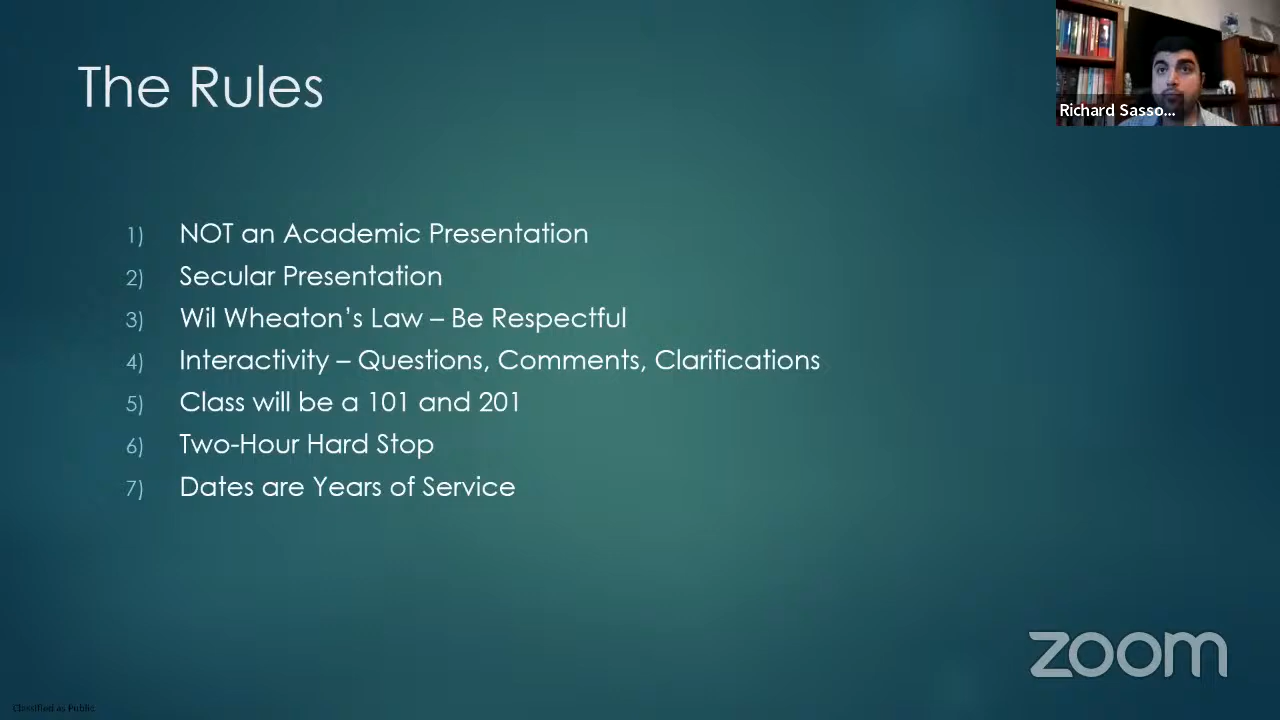 The Rules
Richard Sasso...
1) NOT an Academic Presentation
2) Secular Presentation
3) Wil Wheaton's Law – Be Respectful
4) Interactivity – Questions, Comments, Clarifications
5) Class will be a 101 and 201
6) Two-Hour Hard Stop
7) Dates are Years of Service
zoom
Classified as Public